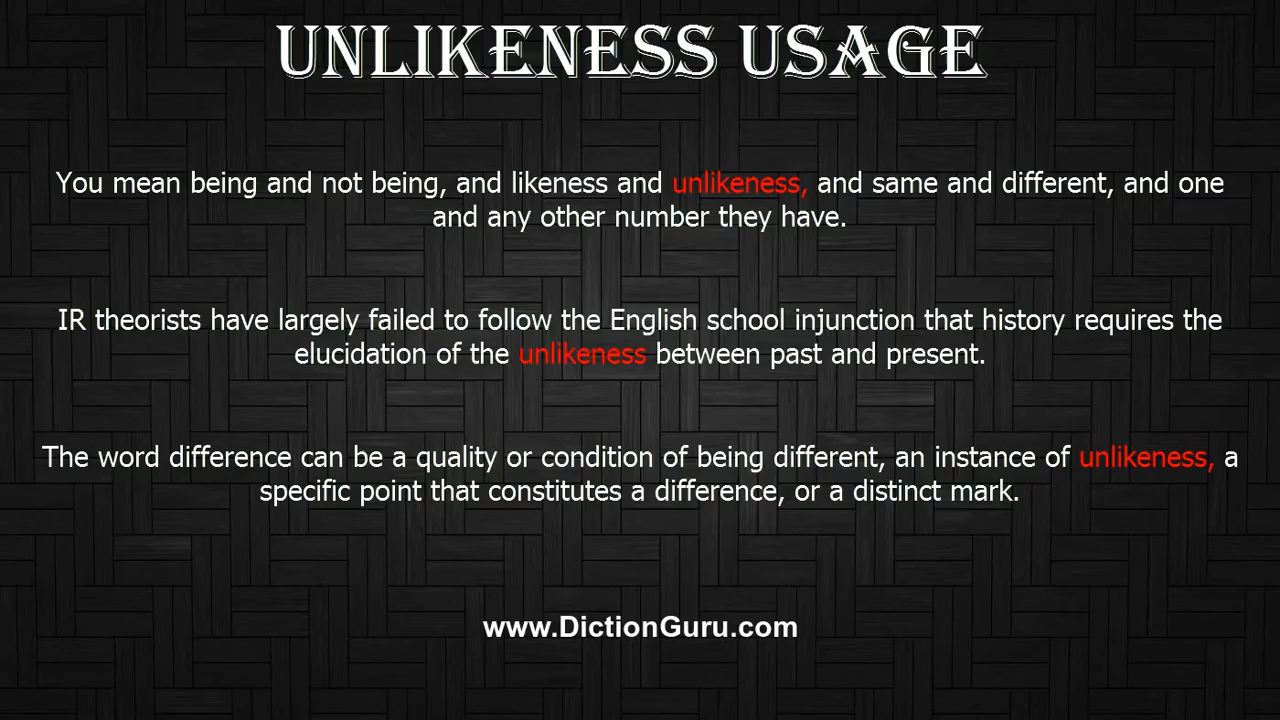 UNLIKENESS USAGE
You mean being and not being, and likeness and unlikeness, and same and different, and one
and any other number they have.
IR theorists have largely failed to follow the English school injunction that history requires the
elucidation of the unlikeness between past and present.
The word difference can be a quality or condition of being different, an instance of unlikeness, a
specific point that constitutes a difference, or a distinct mark.
www.DictionGuru.com